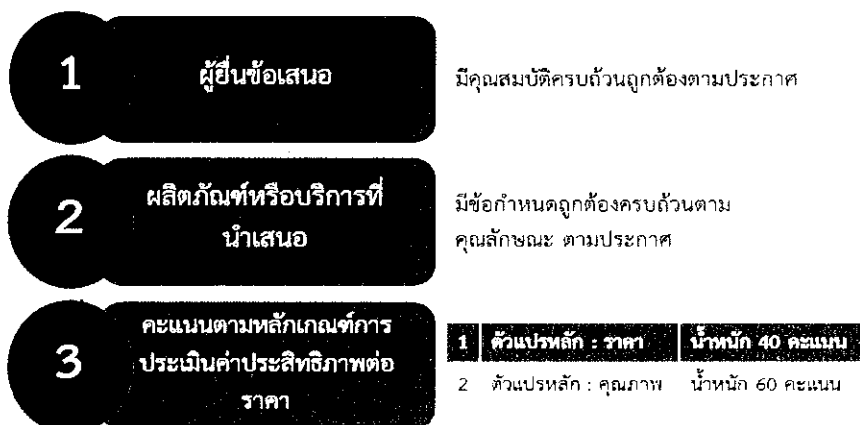 1 ผู้ยื่นข้อเสนอ มีคุณสมบัติครบถ้วนถูกต้องตามประกาศ
2 ผลิตภัณฑ์หรือบริการที่
นำเสนอ
มีข้อกำหนดถูกต้องครบถ้วนตาม
คุณลักษณะ ตามประกาศ
3 คะแนนตามหลักเกณฑ์การ
ประเมินค่าประสิทธิภาพต่อ
ราคา
1 ตัวแปรหลัก : ราคา น้ำหนัก 40 คะแนน
2 ตัวแปรหลัก : คุณภาพ น้ำหนัก 60 คะแนน